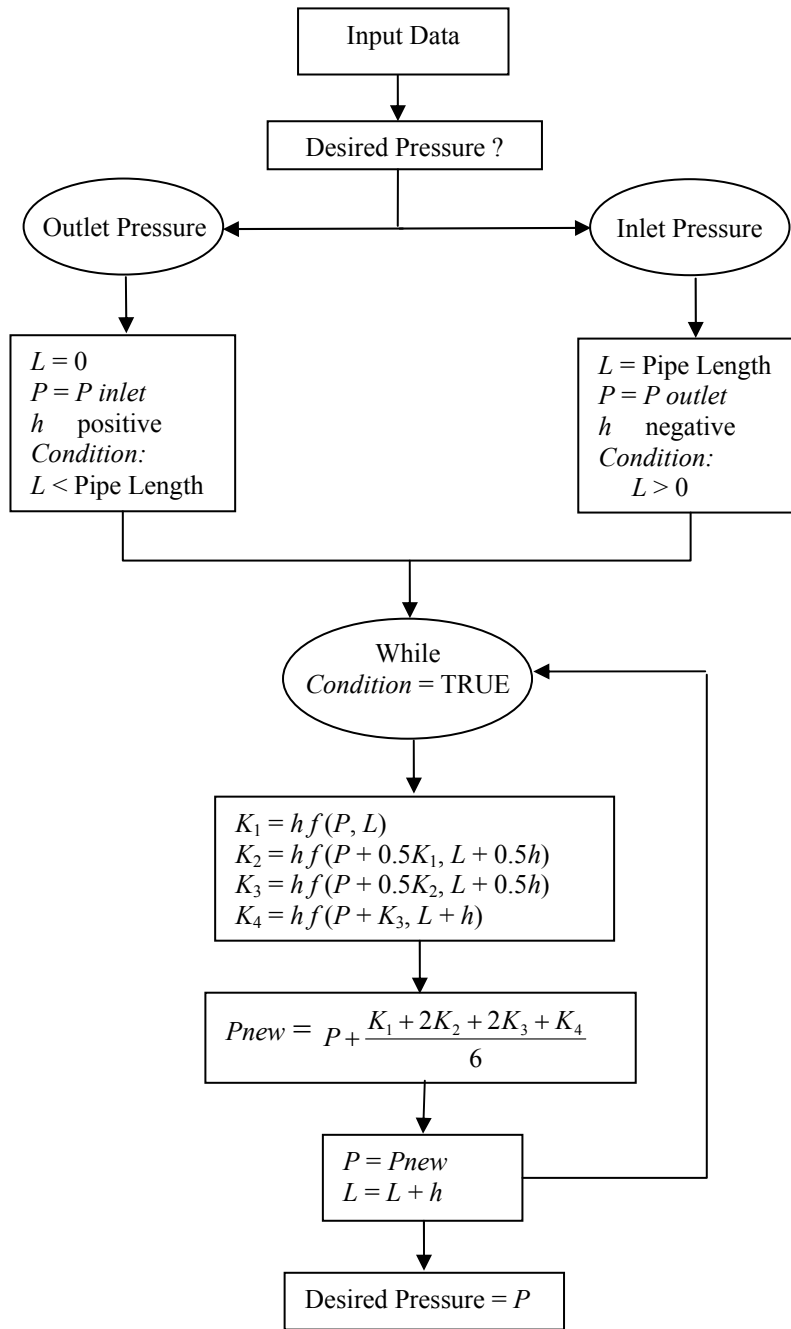 Input Data
Desired Pressure ?
Outlet Pressure
Inlet Pressure
L = 0
P = P inlet
h positive
Condition:
L < Pipe Length
L = Pipe Length
P = P outlet
h negative
Condition:
L > 0
While
Condition = TRUE
K₁ = h f (P, L)
K₂ = h f (P + 0.5K₁, L + 0.5h)
K₃ = h f (P + 0.5K₂, L + 0.5h)
K₄ = h f (P + K₃, L + h)
Pnew = P + (K₁ + 2K₂ + 2K₃ + K₄) / 6
P = Pnew
L = L + h
Desired Pressure = P